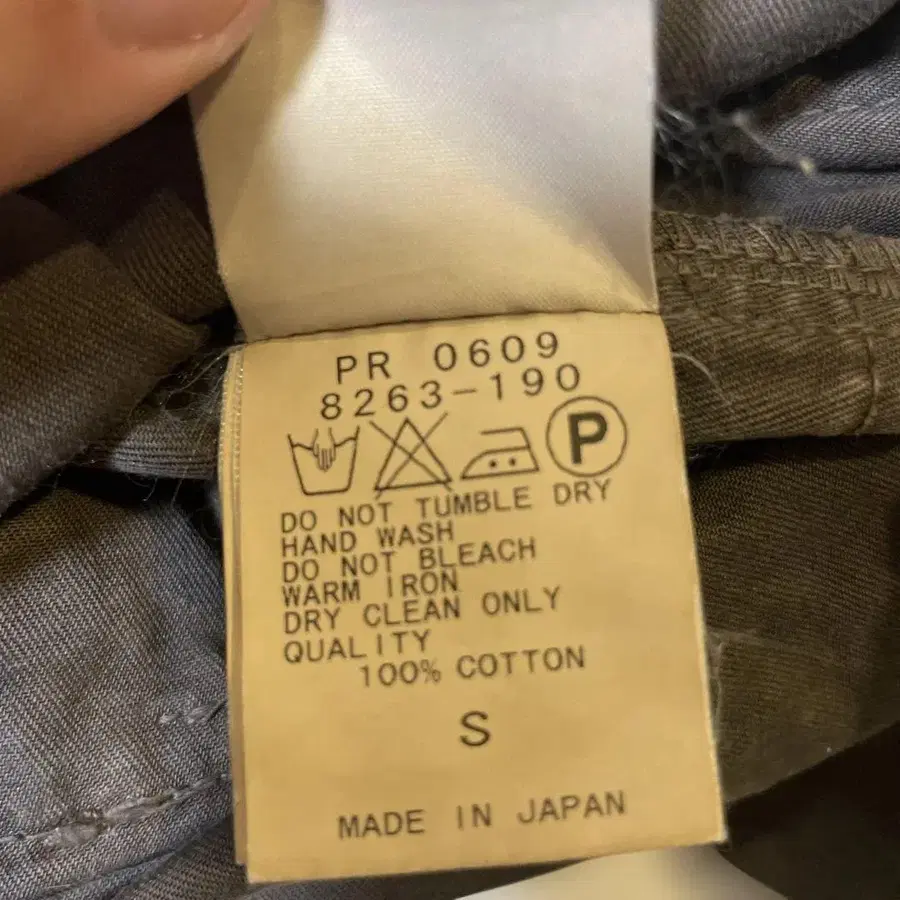 PR 0609
8263-190
P
DO NOT TUMBLE DRY
HAND WASH
DO NOT BLEACH
WARM IRON
DRY CLEAN ONLY
QUALITY
100% COTTON
S
MADE IN JAPAN